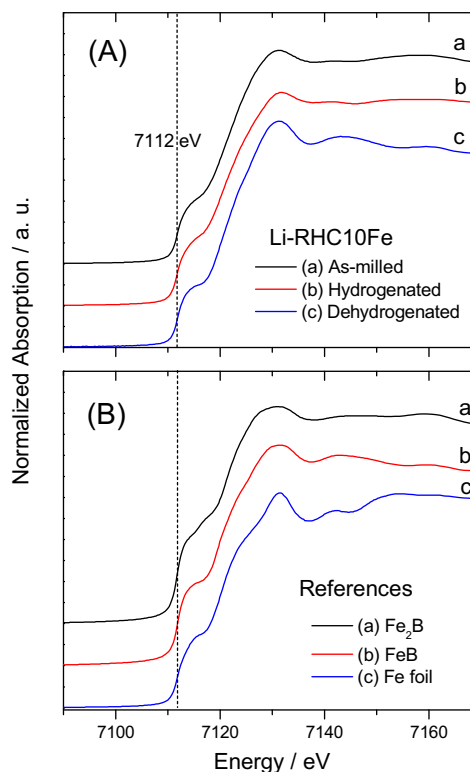 (A)
a
b
7112 eV
c
Li-RHC10Fe
(a) As-milled
(b) Hydrogenated
(c) Dehydrogenated
Normalized Absorption / a. u.
(B)
a
b
c
References
(a) Fe₂B
(b) FeB
(c) Fe foil
7100 7120 7140 7160
Energy / eV